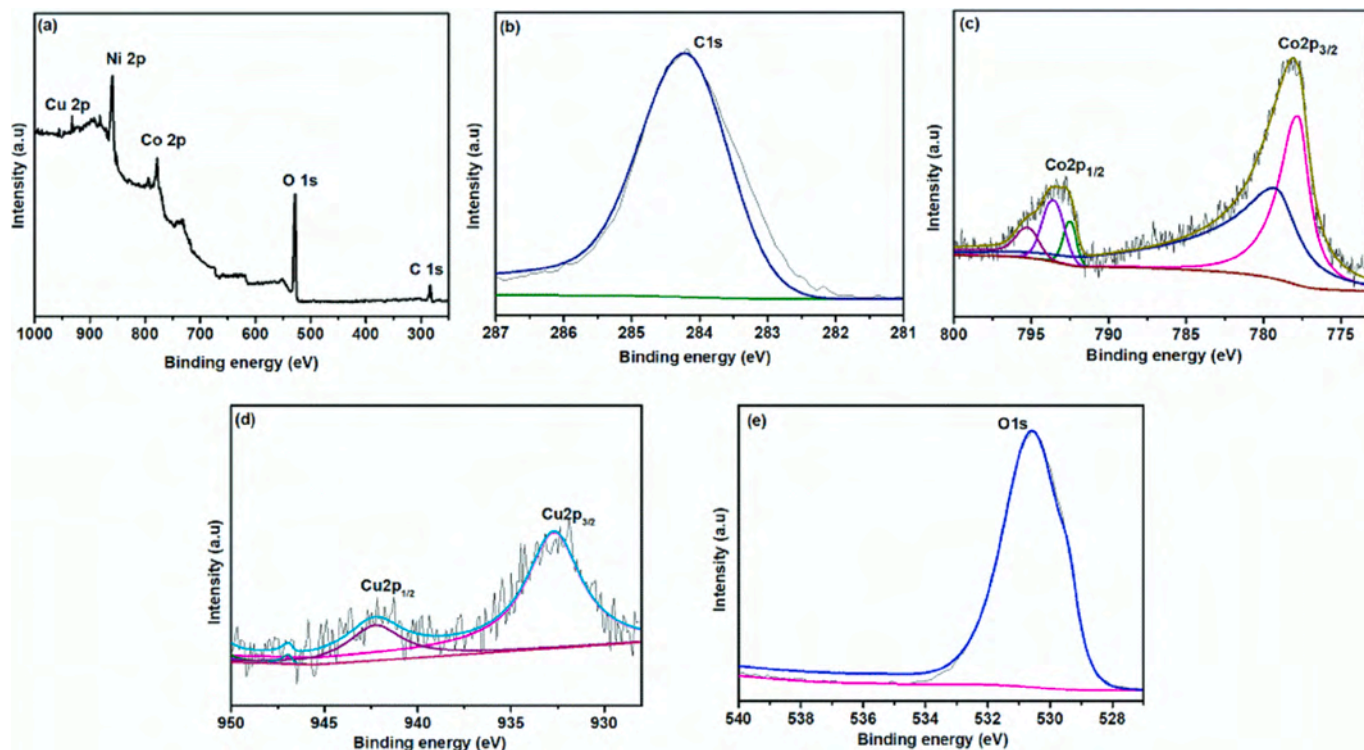 (a)
Ni 2p
Cu 2p
Co 2p
O 1s
C 1s
Intensity (a.u)
1000 900 800 700 600 500 400 300
Binding energy (eV)
(b)
C1s
Intensity (a.u)
287 286 285 284 283 282 281
Binding energy (eV)
(c)
Co2p3/2
Co2p1/2
Intensity (a.u)
800 795 790 785 780 775
Binding energy (eV)
(d)
Cu2p3/2
Cu2p1/2
Intensity (a.u)
950 945 940 935 930
Binding energy (eV)
(e)
O1s
Intensity (a.u)
540 538 536 534 532 530 528
Binding energy (eV)